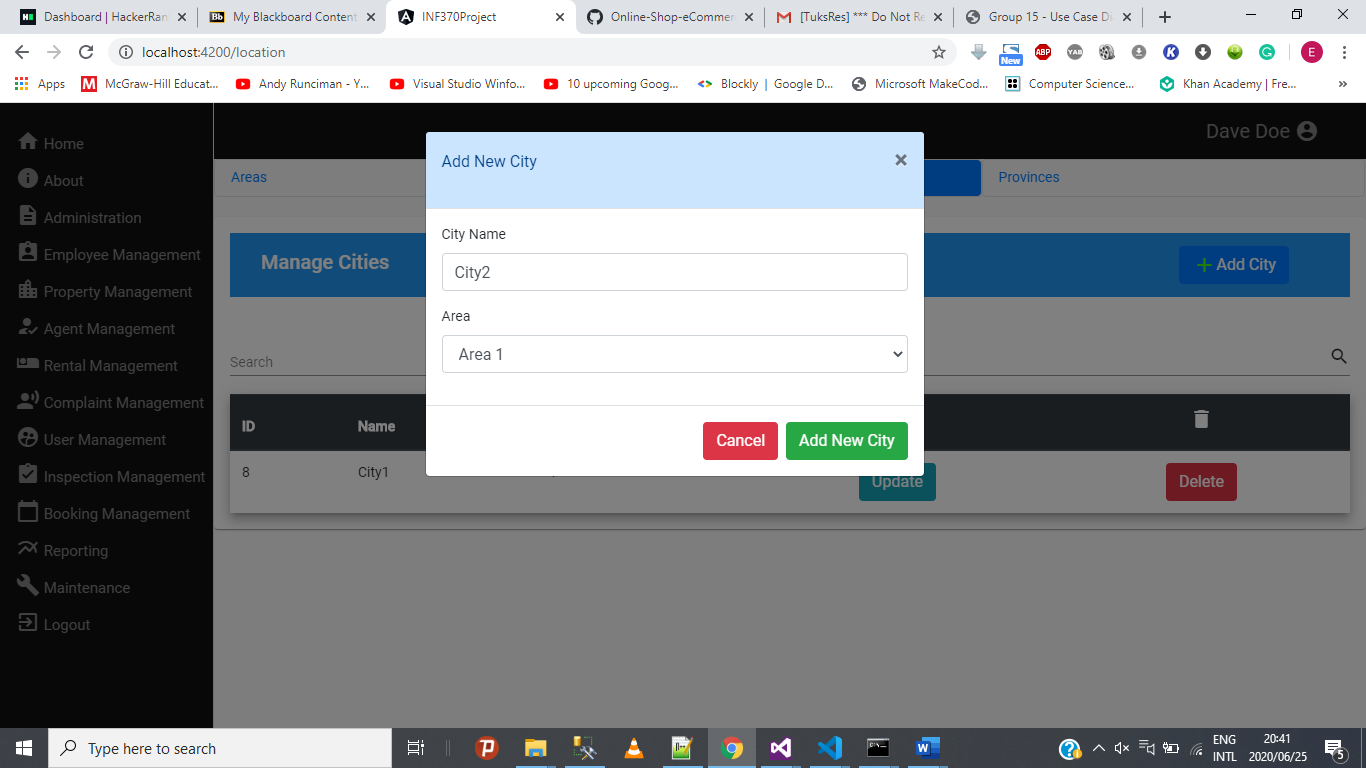 Dashboard | HackerRan
My Blackboard Content
INF370Project
Online-Shop-eCommer
[TuksRes] *** Do Not Re
Group 15 - Use Case Di
localhost:4200/location
New
ABP
YAB
K
G
E
Apps
McGraw-Hill Educat...
Andy Runciman - Y...
Visual Studio Winfo...
10 upcoming Goog...
Blockly | Google D...
Microsoft MakeCod...
Computer Science...
Khan Academy | Fre...
»
Dave Doe
Home
About
Administration
Employee Management
Property Management
Agent Management
Rental Management
Complaint Management
User Management
Inspection Management
Booking Management
Reporting
Maintenance
Logout
Areas
Provinces
Manage Cities
+ Add City
Search
ID
Name
8
City1
Update
Delete
Add New City
×
City Name
City2
Area
Area 1
Cancel
Add New City
Type here to search
ENG
INTL
20:41
2020/06/25
5